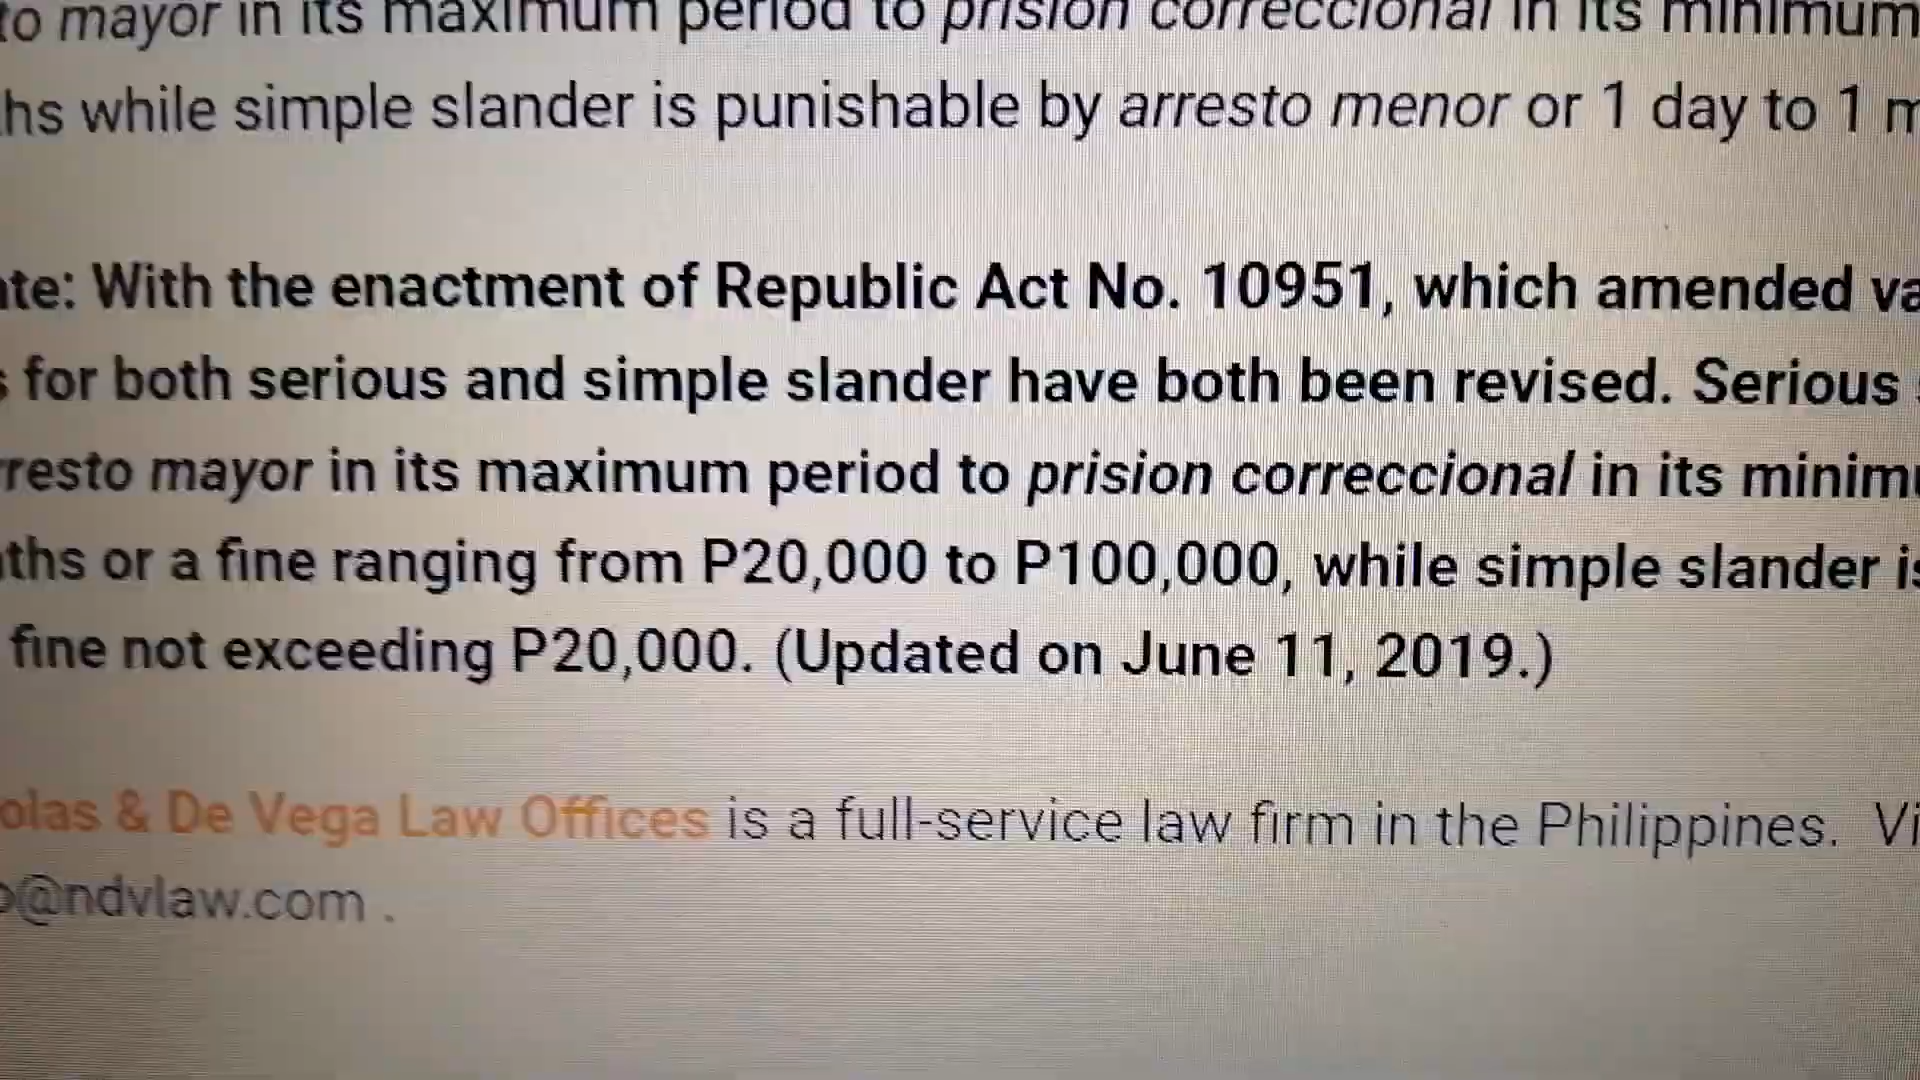 to mayor in its maximum period to prision correccional in its minimum
hs while simple slander is punishable by arresto menor or 1 day to 1 m
te: With the enactment of Republic Act No. 10951, which amended va
s for both serious and simple slander have both been revised. Serious
rresto mayor in its maximum period to prision correccional in its minim
ths or a fine ranging from P20,000 to P100,000, while simple slander is
fine not exceeding P20,000. (Updated on June 11, 2019.)
olas & De Vega Law Offices is a full-service law firm in the Philippines. Vi
o@ndvlaw.com .